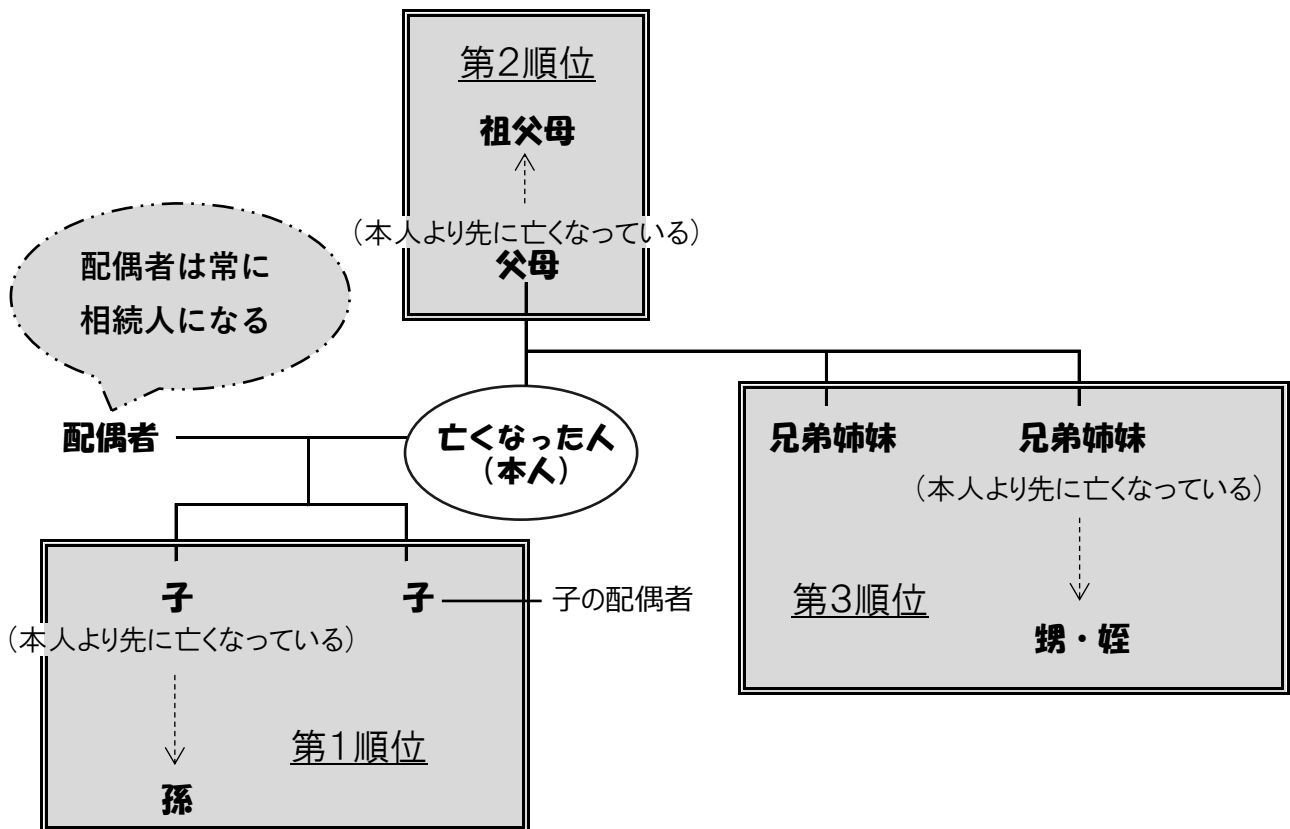 第2順位
祖父母
(本人より先に亡くなっている)
父母
配偶者は常に
相続人になる
配偶者
亡くなった人
(本人)
兄弟姉妹
兄弟姉妹
(本人より先に亡くなっている)
第3順位
甥・姪
子
子
子の配偶者
(本人より先に亡くなっている)
第1順位
孫